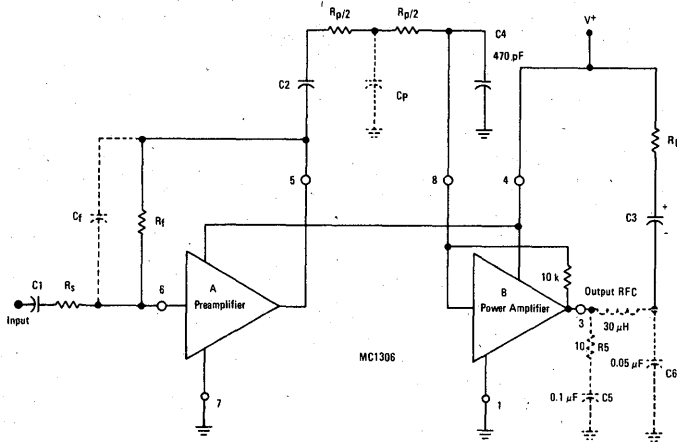 Rp/2
Rp/2
C4
470 pF
V+
C2
Cp
5
8
4
Cf
Rf
C3
+
-
10 k
Output RFC
C1
Rs
6
A
Preamplifier
B
Power Amplifier
3
30 μH
Input
MC1306
10
R5
0.05 μF
C6
7
1
0.1 μF
C5